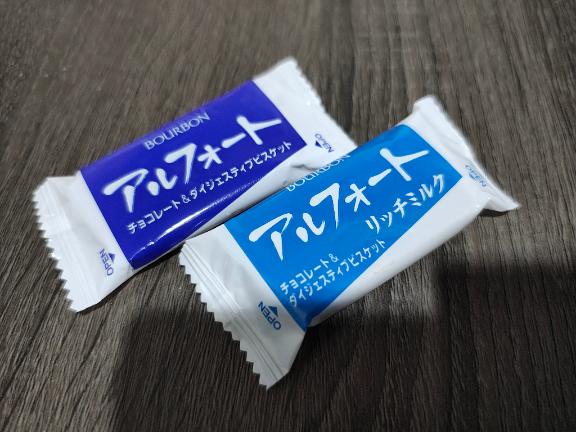 BOURBON
アルフォート
チョコレート&ダイジェスティブビスケット
OPEN
OPEN
BOURBON
アルフォート
リッチミルク
チョコレート&
ダイジェスティブビスケット
OPEN
OPEN